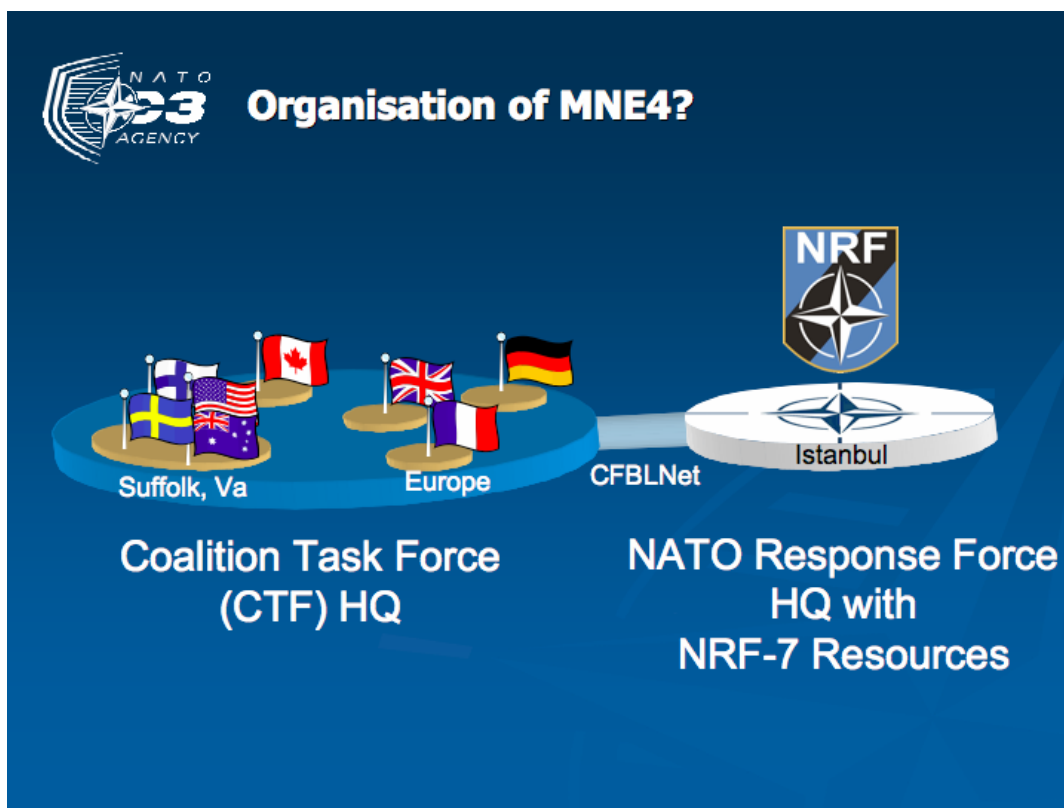 NATO
C3
AGENCY
Organisation of MNE4?
NRF
Suffolk, Va
Europe
CFBLNet
Istanbul
Coalition Task Force
(CTF) HQ
NATO Response Force
HQ with
NRF-7 Resources